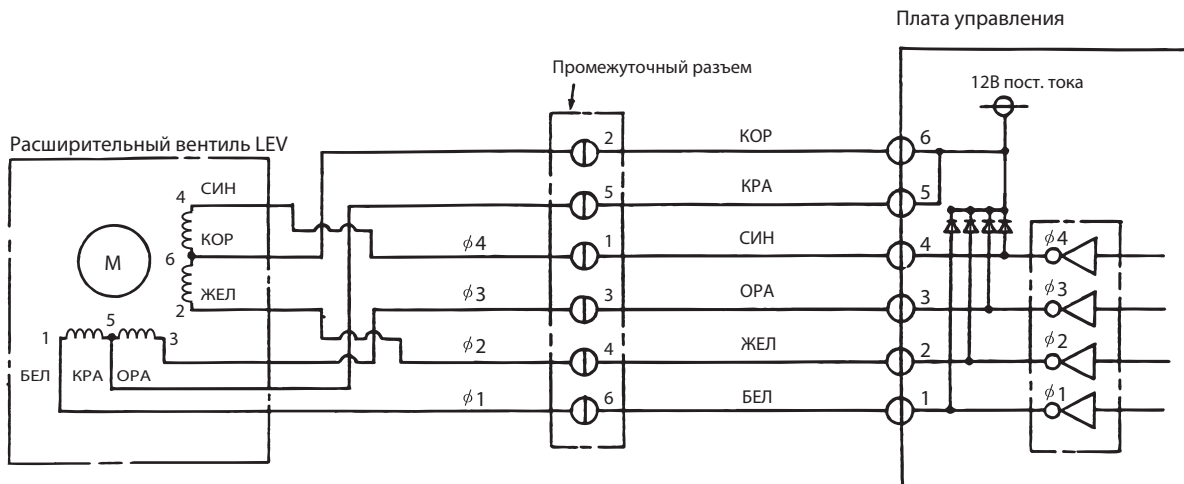 Плата управления
Промежуточный разъем
12В пост. тока
Расширительный вентиль LEV
2 КОР 6
4 СИН
5 КРА 5
КОР
6
ϕ4 1 СИН 4 ϕ4
M
ЖЕЛ
2
ϕ3 3 ОРА 3 ϕ3
1 5 3
ϕ2 4 ЖЕЛ 2 ϕ2
БЕЛ КРА ОРА
ϕ1 6 БЕЛ 1 ϕ1